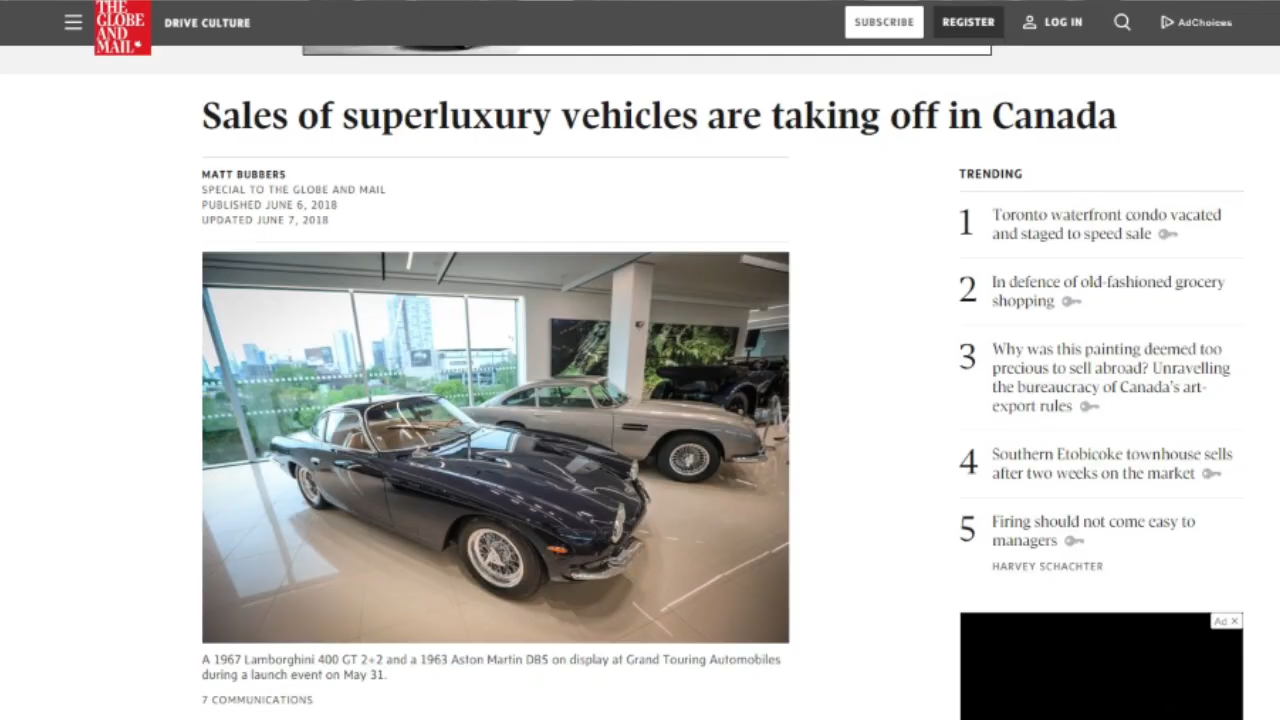 THE
GLOBE
AND
MAIL
DRIVE CULTURE
SUBSCRIBE
REGISTER
LOG IN
AdChoices
Sales of superluxury vehicles are taking off in Canada
MATT BUBBERS
SPECIAL TO THE GLOBE AND MAIL
PUBLISHED JUNE 6, 2018
UPDATED JUNE 7, 2018
A 1967 Lamborghini 400 GT 2+2 and a 1963 Aston Martin DB5 on display at Grand Touring Automobiles
during a launch event on May 31.
7 COMMUNICATIONS
TRENDING
1 Toronto waterfront condo vacated
and staged to speed sale
2 In defence of old-fashioned grocery
shopping
3 Why was this painting deemed too
precious to sell abroad? Unravelling
the bureaucracy of Canada's art-
export rules
4 Southern Etobicoke townhouse sells
after two weeks on the market
5 Firing should not come easy to
managers
HARVEY SCHACHTER
Ad X